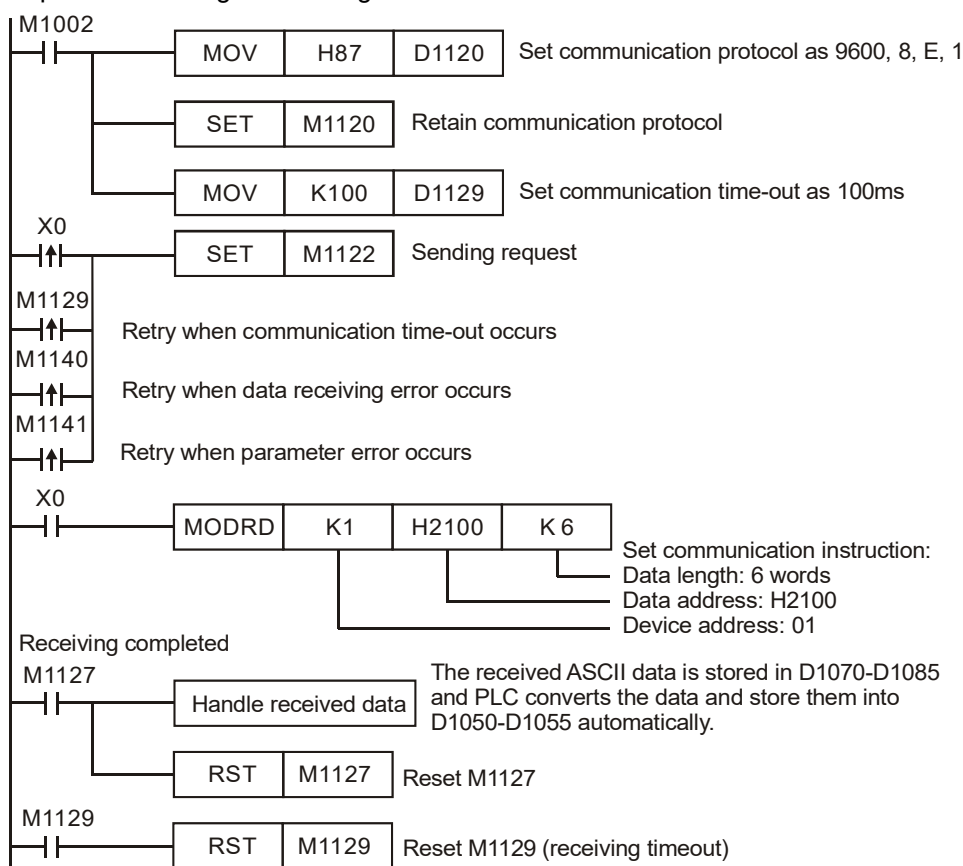 M1002
MOV H87 D1120 Set communication protocol as 9600, 8, E, 1
SET M1120 Retain communication protocol
MOV K100 D1129 Set communication time-out as 100ms
X0
SET M1122 Sending request
M1129
Retry when communication time-out occurs
M1140
Retry when data receiving error occurs
M1141
Retry when parameter error occurs
X0
MODRD K1 H2100 K 6
Set communication instruction:
Data length: 6 words
Data address: H2100
Device address: 01
Receiving completed
M1127
Handle received data
The received ASCII data is stored in D1070-D1085
and PLC converts the data and store them into
D1050-D1055 automatically.
RST M1127 Reset M1127
M1129
RST M1129 Reset M1129 (receiving timeout)